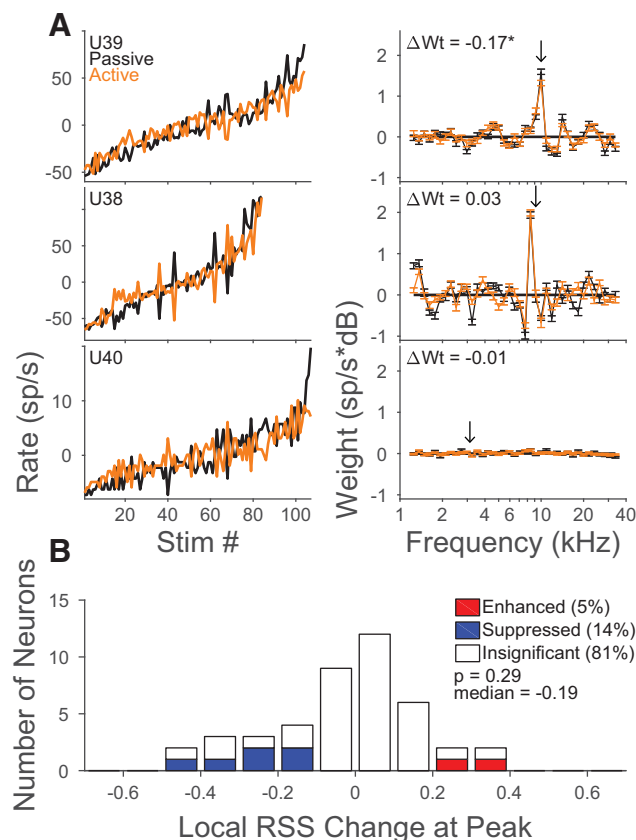 A
U39
Passive
Active
50
0
-50
ΔWt = -0.17*
2
1
0
-1
U38
50
0
-50
ΔWt = 0.03
2
1
0
-1
U40
10
0
20 40 60 80 100
Stim #
Rate (sp/s)
ΔWt = -0.01
2
1
0
-1
1 2 4 6 10 20 40
Frequency (kHz)
Weight (sp/s*dB)
B
Number of Neurons
15
10
5
0
Enhanced (5%)
Suppressed (14%)
Insignificant (81%)
p = 0.29
median = -0.19
-0.6 -0.4 -0.2 0 0.2 0.4 0.6
Local RSS Change at Peak